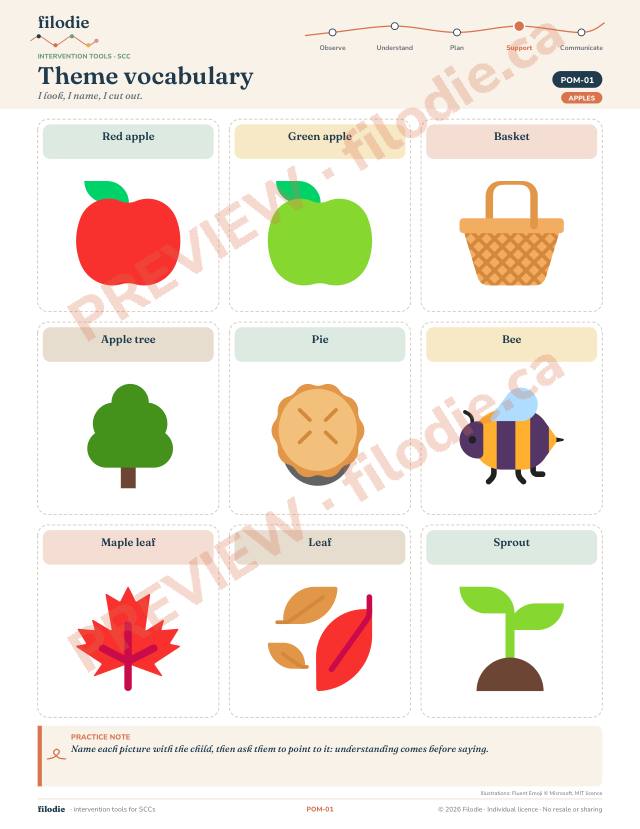 filodie
Observe Understand Plan Support Communicate
INTERVENTION TOOLS · SCC
Theme vocabulary
I look, I name, I cut out.
POM-01
APPLES
Red apple
Green apple
Basket
Apple tree
Pie
Bee
Maple leaf
Leaf
Sprout
PREVIEW · filodie.ca
PREVIEW · filodie.ca
PRACTICE NOTE
Name each picture with the child, then ask them to point to it: understanding comes before saying.
Illustrations: Fluent Emoji © Microsoft, MIT licence
filodie · intervention tools for SCCs POM-01 © 2026 Filodie · Individual licence · No resale or sharing